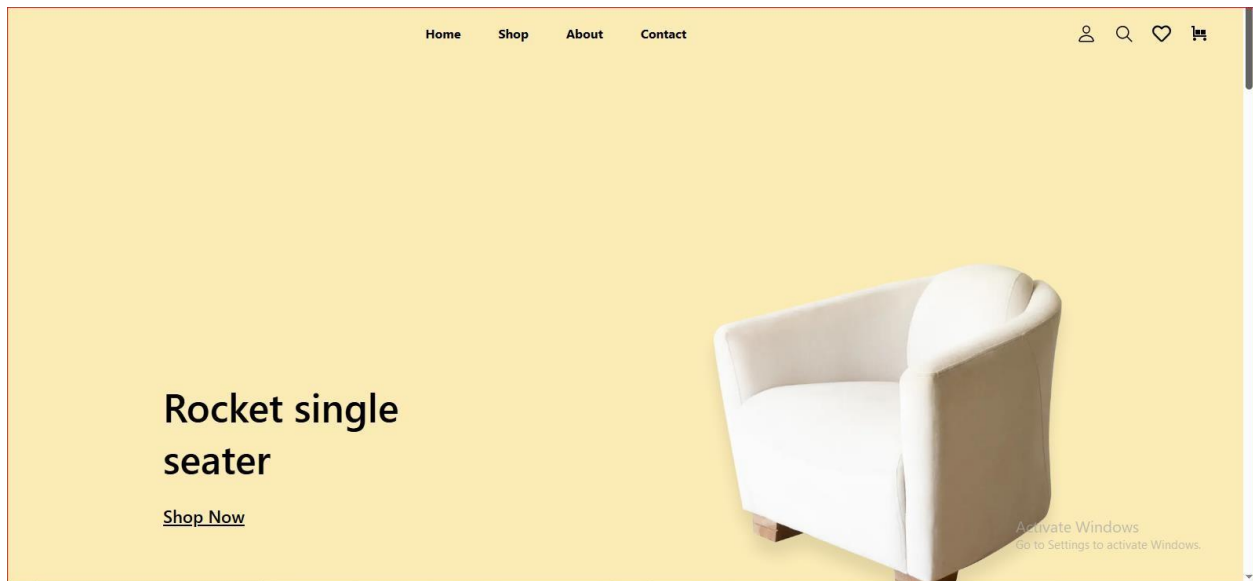 Home Shop About Contact
Rocket single
seater
Shop Now
Activate Windows
Go to Settings to activate Windows.